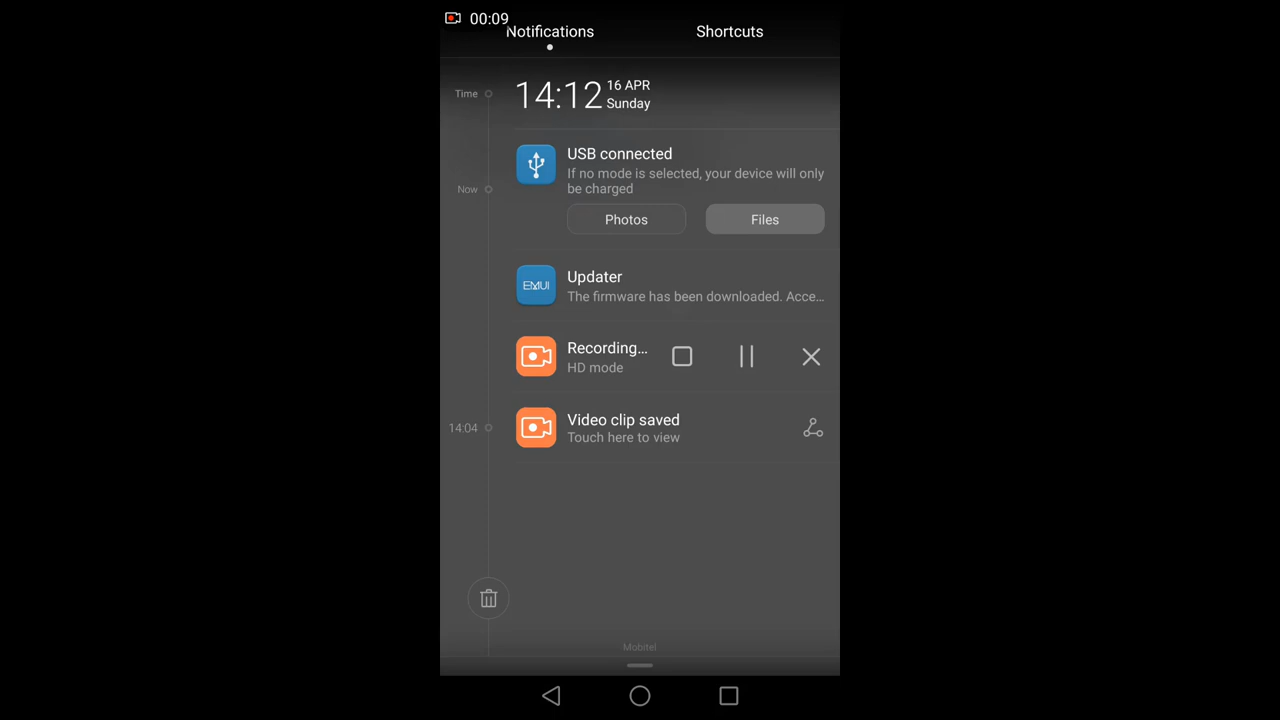 00:09
Notifications
Shortcuts
Time
14:12
16 APR
Sunday
USB connected
If no mode is selected, your device will only
be charged
Now
Photos
Files
EMUI
Updater
The firmware has been downloaded. Acce...
Recording...
HD mode
14:04
Video clip saved
Touch here to view
Mobitel